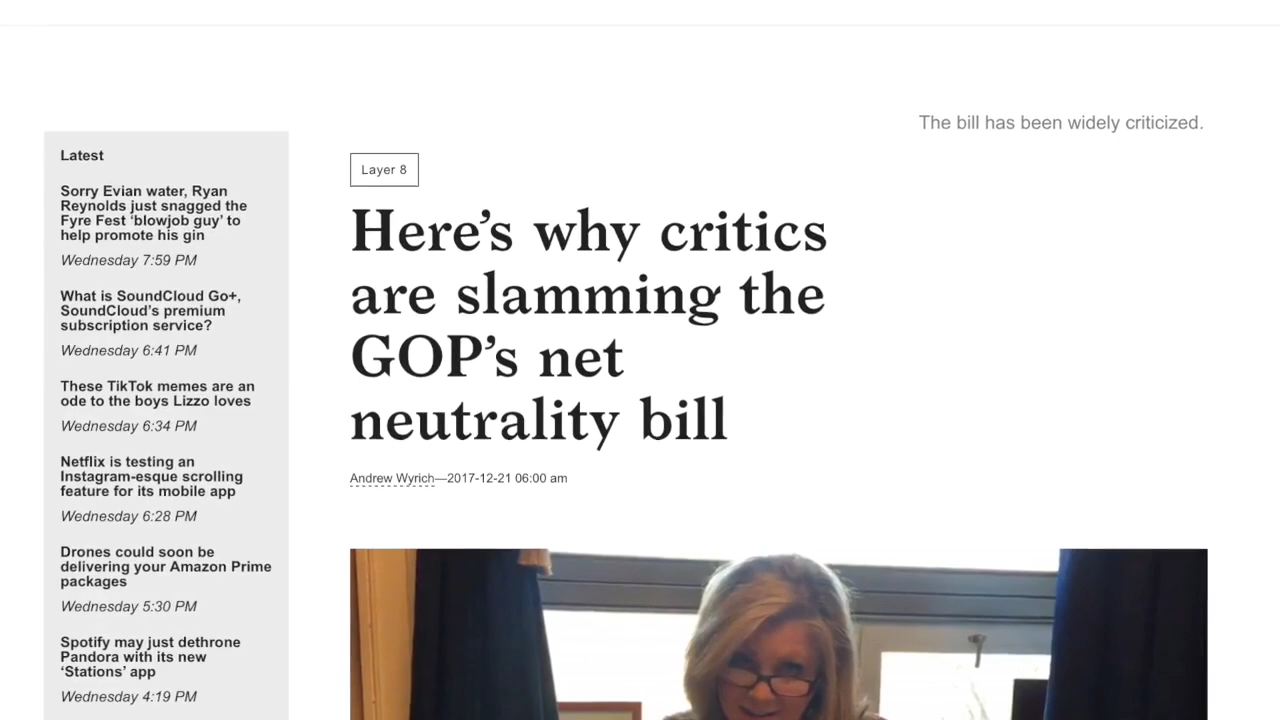 The bill has been widely criticized.
Latest
Sorry Evian water, Ryan
Reynolds just snagged the
Fyre Fest ‘blowjob guy’ to
help promote his gin
Wednesday 7:59 PM
What is SoundCloud Go+,
SoundCloud’s premium
subscription service?
Wednesday 6:41 PM
These TikTok memes are an
ode to the boys Lizzo loves
Wednesday 6:34 PM
Netflix is testing an
Instagram-esque scrolling
feature for its mobile app
Wednesday 6:28 PM
Drones could soon be
delivering your Amazon Prime
packages
Wednesday 5:30 PM
Spotify may just dethrone
Pandora with its new
‘Stations’ app
Wednesday 4:19 PM
Layer 8
Here’s why critics
are slamming the
GOP’s net
neutrality bill
Andrew Wyrich—2017-12-21 06:00 am